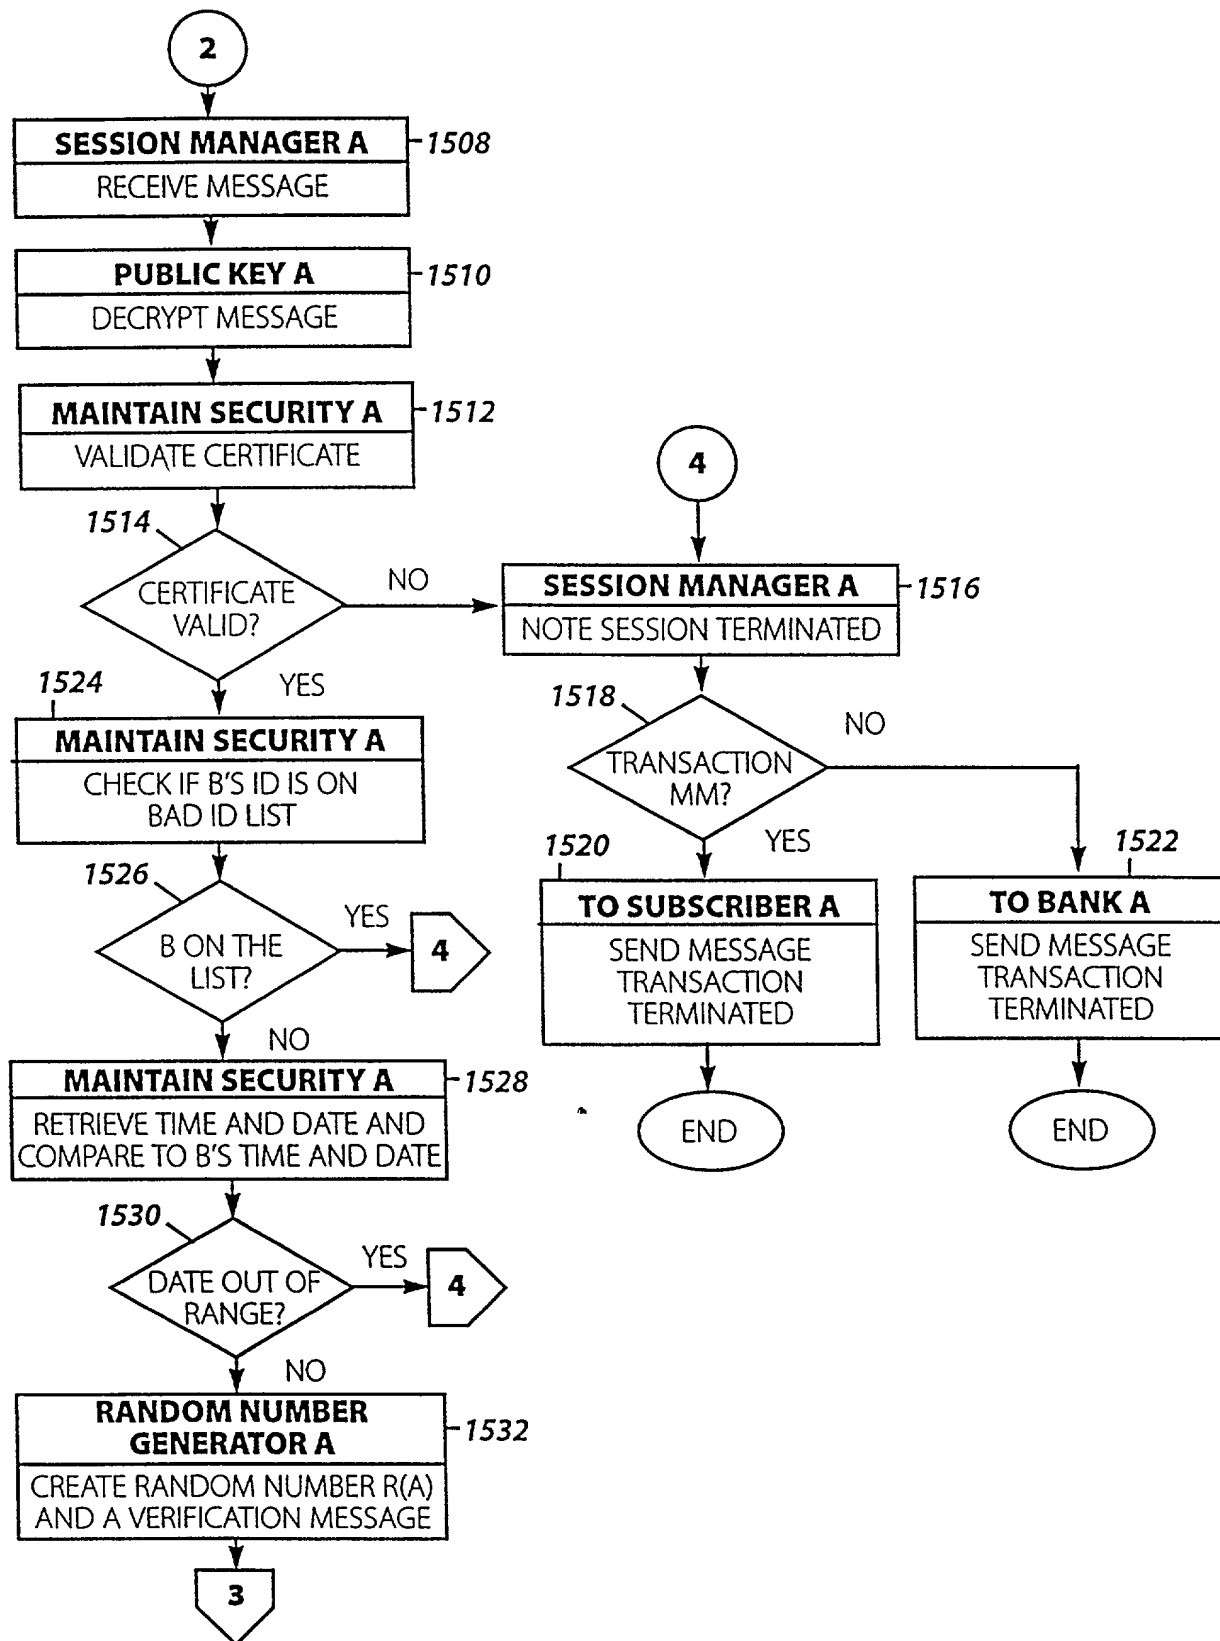 2
SESSION MANAGER A
1508
RECEIVE MESSAGE
PUBLIC KEY A
1510
DECRYPT MESSAGE
MAINTAIN SECURITY A
1512
VALIDATE CERTIFICATE
1514
CERTIFICATE
VALID?
NO
YES
4
SESSION MANAGER A
1516
NOTE SESSION TERMINATED
1518
TRANSACTION
MM?
NO
YES
1520
TO SUBSCRIBER A
SEND MESSAGE
TRANSACTION
TERMINATED
END
1522
TO BANK A
SEND MESSAGE
TRANSACTION
TERMINATED
END
1524
MAINTAIN SECURITY A
CHECK IF B'S ID IS ON
BAD ID LIST
1526
B ON THE
LIST?
YES
4
NO
MAINTAIN SECURITY A
1528
RETRIEVE TIME AND DATE AND
COMPARE TO B'S TIME AND DATE
1530
DATE OUT OF
RANGE?
YES
4
NO
RANDOM NUMBER
GENERATOR A
1532
CREATE RANDOM NUMBER R(A)
AND A VERIFICATION MESSAGE
3